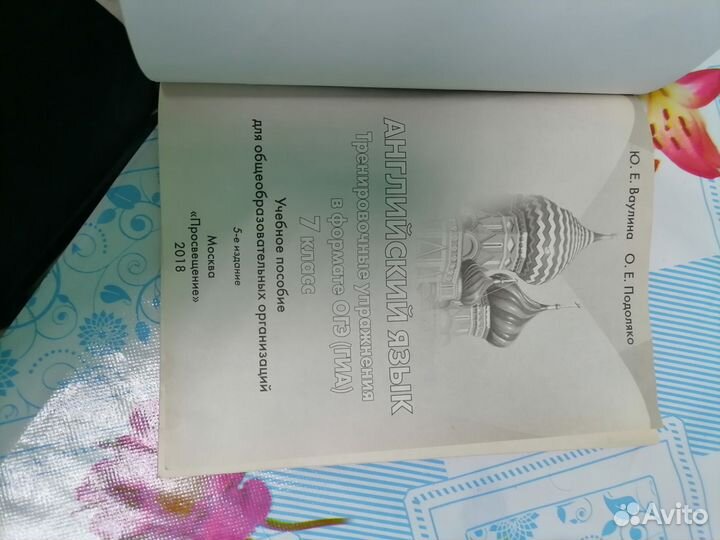 Ю. Е. Ваулина О. Е. Подоляко
АНГЛИЙСКИЙ ЯЗЫК
Тренировочные упражнения
в формате ОГЭ (ГИА)
7 класс
Учебное пособие
для общеобразовательных организаций
5-е издание
Москва
«Просвещение»
2018
Avito